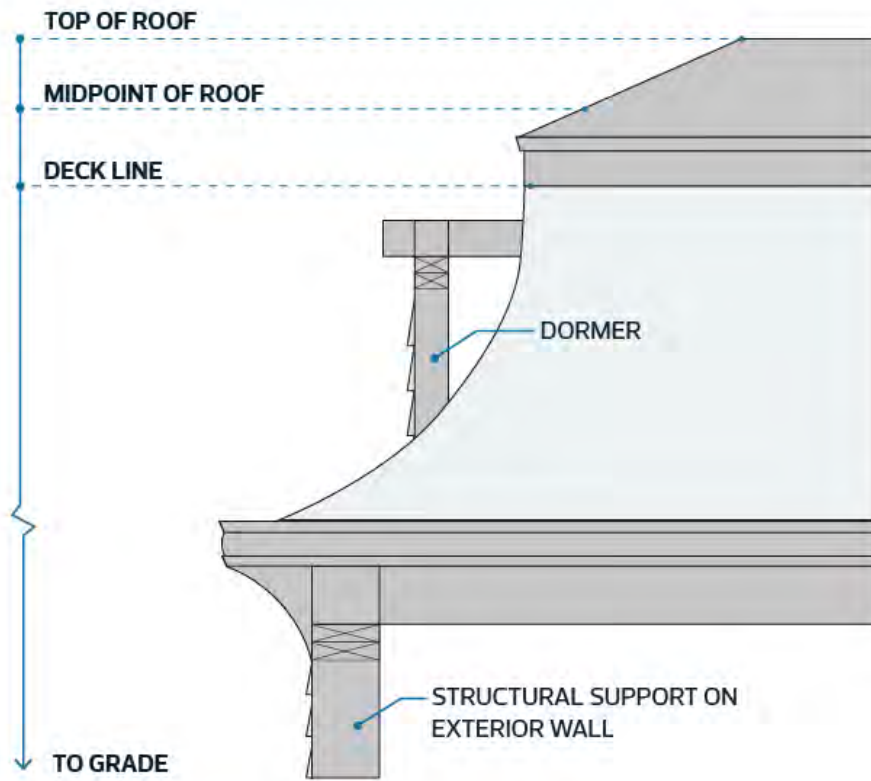 TOP OF ROOF
MIDPOINT OF ROOF
DECK LINE
DORMER
STRUCTURAL SUPPORT ON
EXTERIOR WALL
TO GRADE